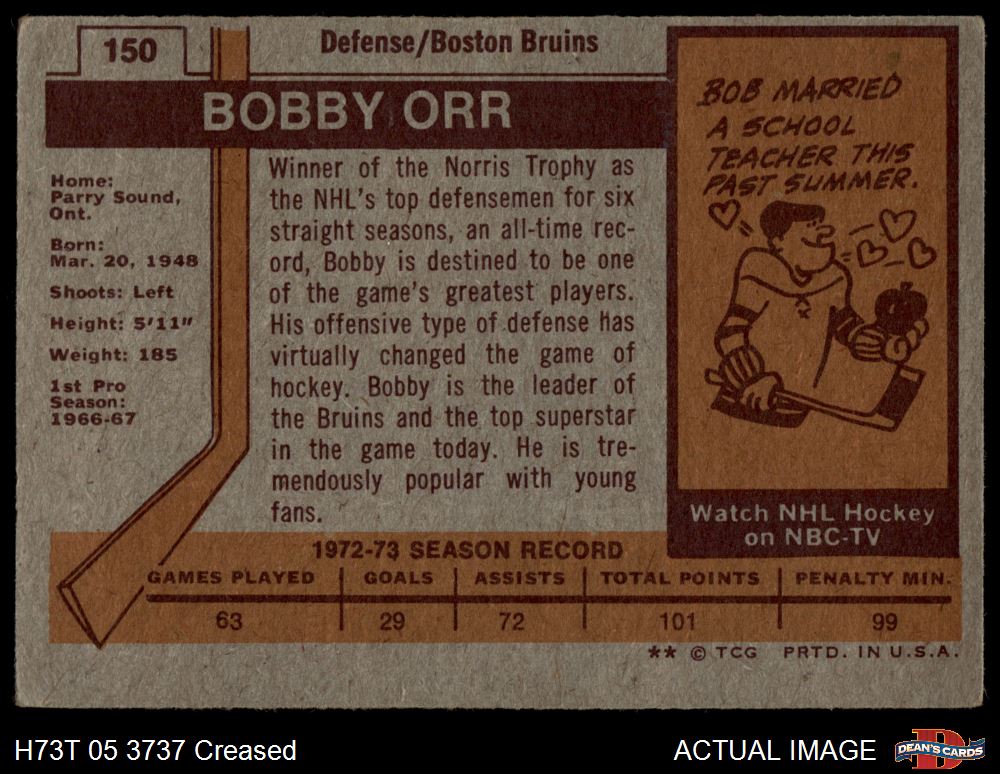 150
Defense/Boston Bruins
BOBBY ORR
Home:
Parry Sound,
Ont.
Born:
Mar. 20, 1948
Shoots: Left
Height: 5'11"
Weight: 185
1st Pro
Season:
1966-67
Winner of the Norris Trophy as
the NHL's top defensemen for six
straight seasons, an all-time rec-
ord, Bobby is destined to be one
of the game's greatest players.
His offensive type of defense has
virtually changed the game of
hockey. Bobby is the leader of
the Bruins and the top superstar
in the game today. He is tre-
mendously popular with young
fans.
BOB MARRIED
A SCHOOL
TEACHER THIS
PAST SUMMER.
Watch NHL Hockey
on NBC-TV
1972-73 SEASON RECORD
GAMES PLAYED GOALS ASSISTS TOTAL POINTS PENALTY MIN.
63 29 72 101 99
** © TCG PRTD. IN U.S.A.
H73T 05 3737 Creased
ACTUAL IMAGE
DEAN'S CARDS